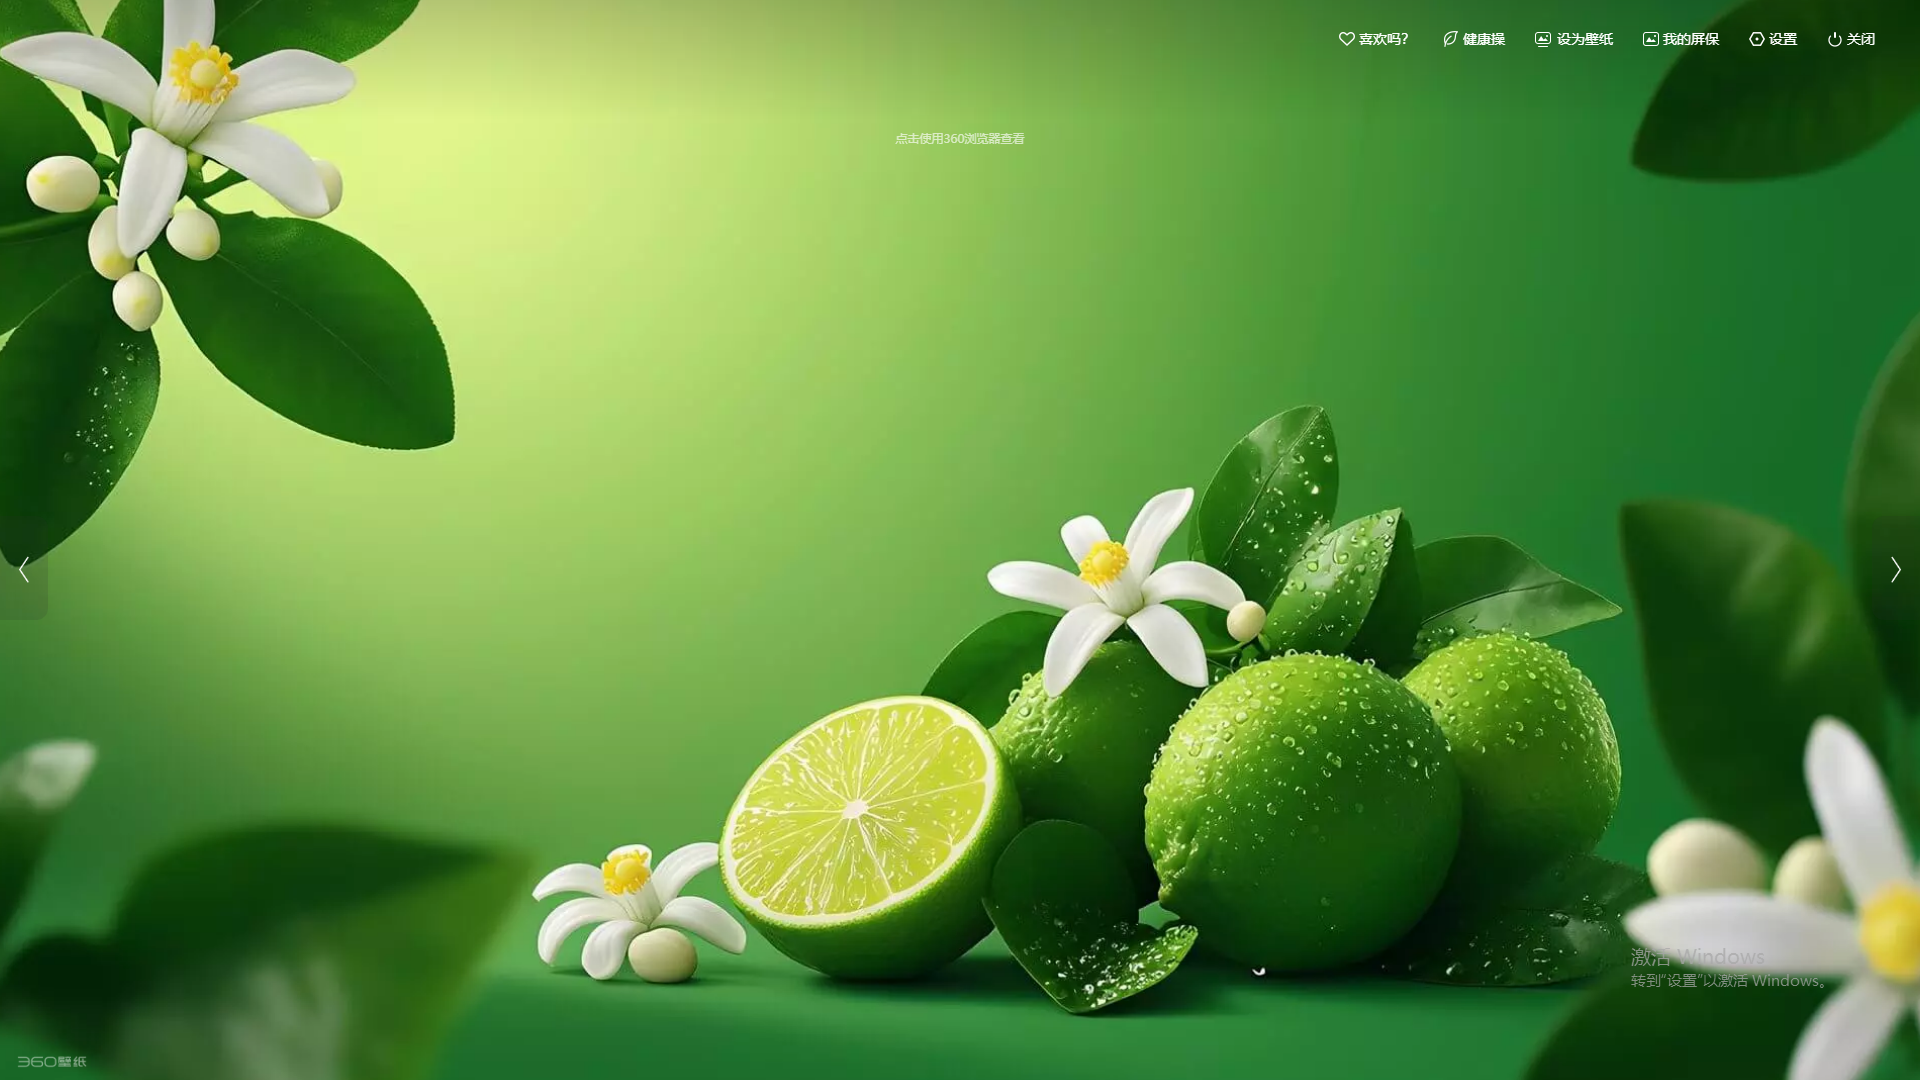 喜欢吗?
健康操
设为壁纸
我的屏保
设置
关闭
点击使用360浏览器查看
激活 Windows
转到"设置"以激活 Windows。
360壁纸